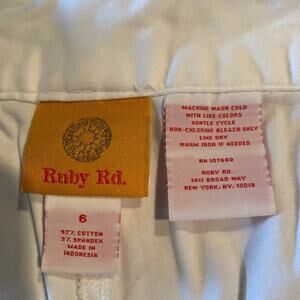 Ruby Rd.
6
97% COTTON
3% SPANDEX
MADE IN
INDONESIA
MACHINE WASH COLD
WITH LIKE COLORS
GENTLE CYCLE
NON-CHLORINE BLEACH ONLY
LINE DRY
WARM IRON IF NEEDED
RN 107680
RUBY RD.
1411 BROAD WAY
NEW YORK, NY, 10018